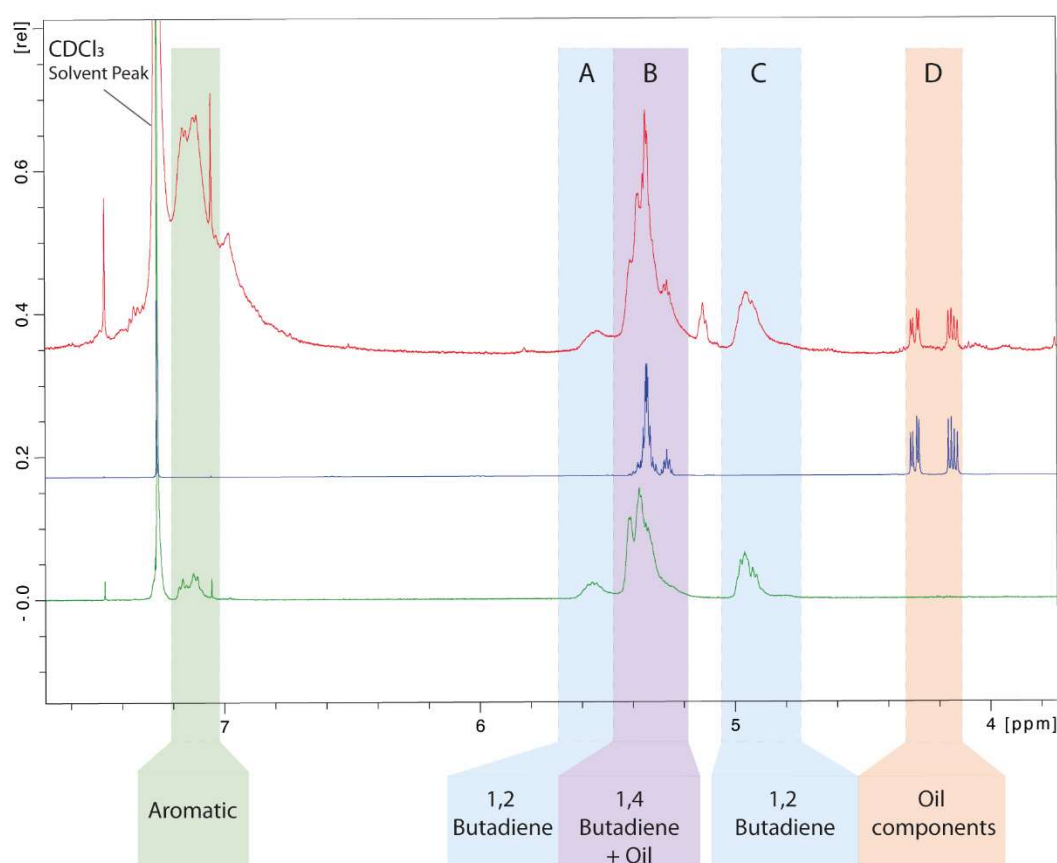 [rel]
CDCl₃
Solvent Peak
A
B
C
D
0.6
0.4
0.2
- 0.0
7
6
5
4
[ppm]
Aromatic
1,2
Butadiene
1,4
Butadiene
+ Oil
1,2
Butadiene
Oil
components